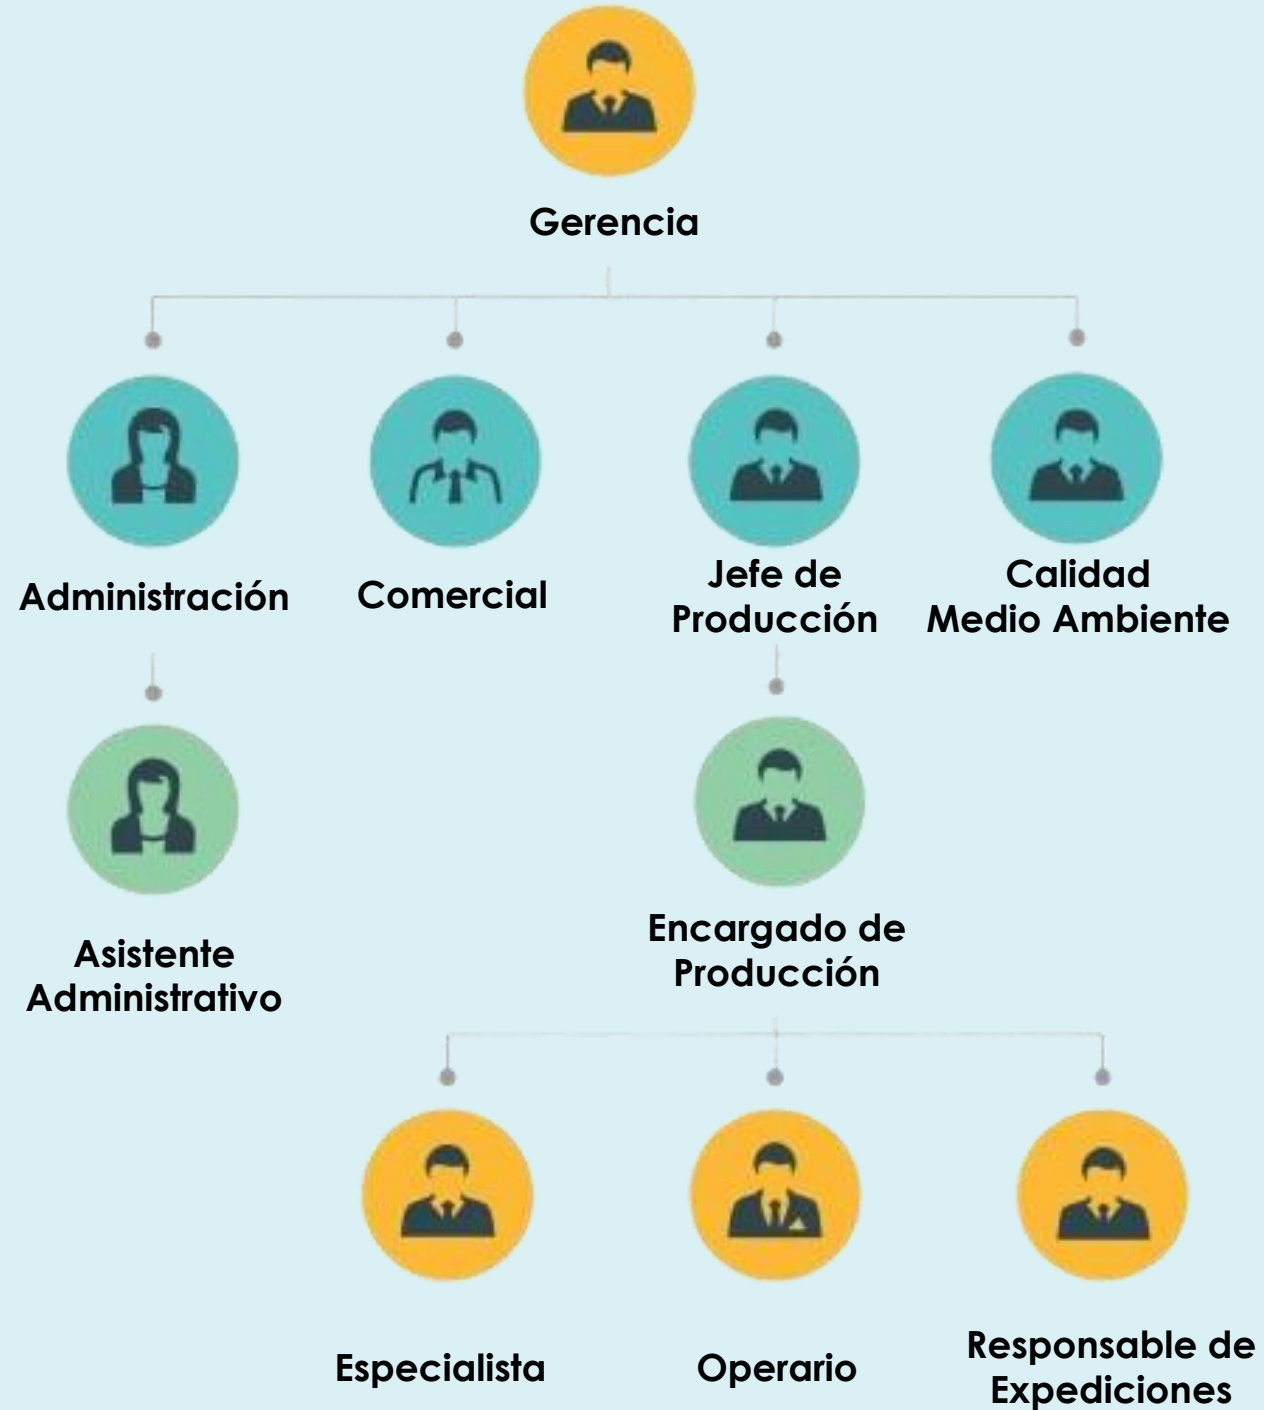 Gerencia
Administración
Comercial
Jefe de
Producción
Calidad
Medio Ambiente
Asistente
Administrativo
Encargado de
Producción
Especialista
Operario
Responsable de
Expediciones